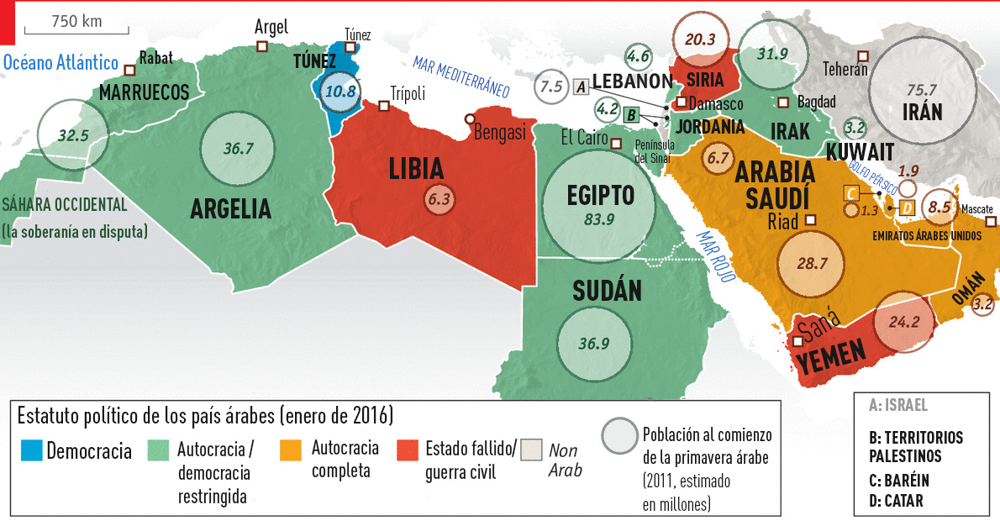 750 km
Océano Atlántico
Rabat
MARRUECOS
32.5
SÁHARA OCCIDENTAL
(la soberanía en disputa)
Argel
36.7
ARGELIA
Túnez
TÚNEZ
10.8
MAR MEDITERRÁNEO
Trípoli
Bengasi
LIBIA
6.3
El Cairo
EGIPTO
83.9
SUDÁN
36.9
Península
del Sinai
MAR ROJO
4.6
LEBANON
7.5
A
4.2
B
20.3
SIRIA
Damasco
JORDANIA
6.7
31.9
Bagdad
IRAK
3.2
KUWAIT
Teherán
75.7
IRÁN
GOLFO PÉRSICO
ARABIA
SAUDÍ
Riad
28.7
C
1.3
1.9
D
8.5
EMIRATOS ÁRABES UNIDOS
Mascate
OMÁN
3.2
Saná
YEMEN
24.2
Estatuto político de los país árabes (enero de 2016)
Democracia
Autocracia /
democracia
restringida
Autocracia
completa
Estado fallido/
guerra civil
Non
Arab
Población al comienzo
de la primavera árabe
(2011, estimado
en millones)
A: ISRAEL
B: TERRITORIOS
PALESTINOS
C: BARÉIN
D: CATAR